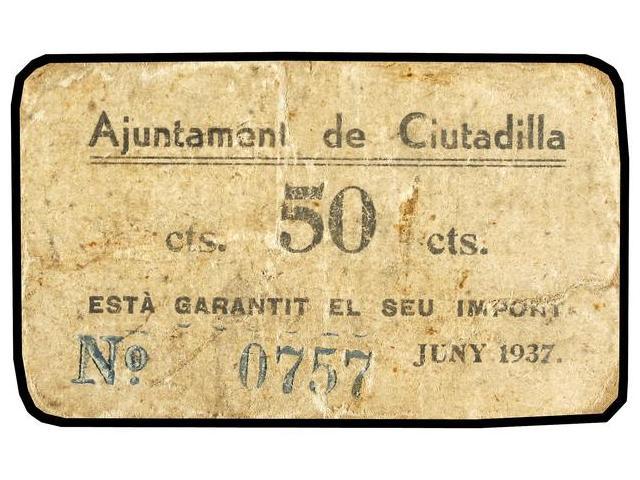 Ajuntament de Ciutadilla
cts. 50 cts.
ESTÀ GARANTIT EL SEU IMPORT
Nº 0757 JUNY 1937.